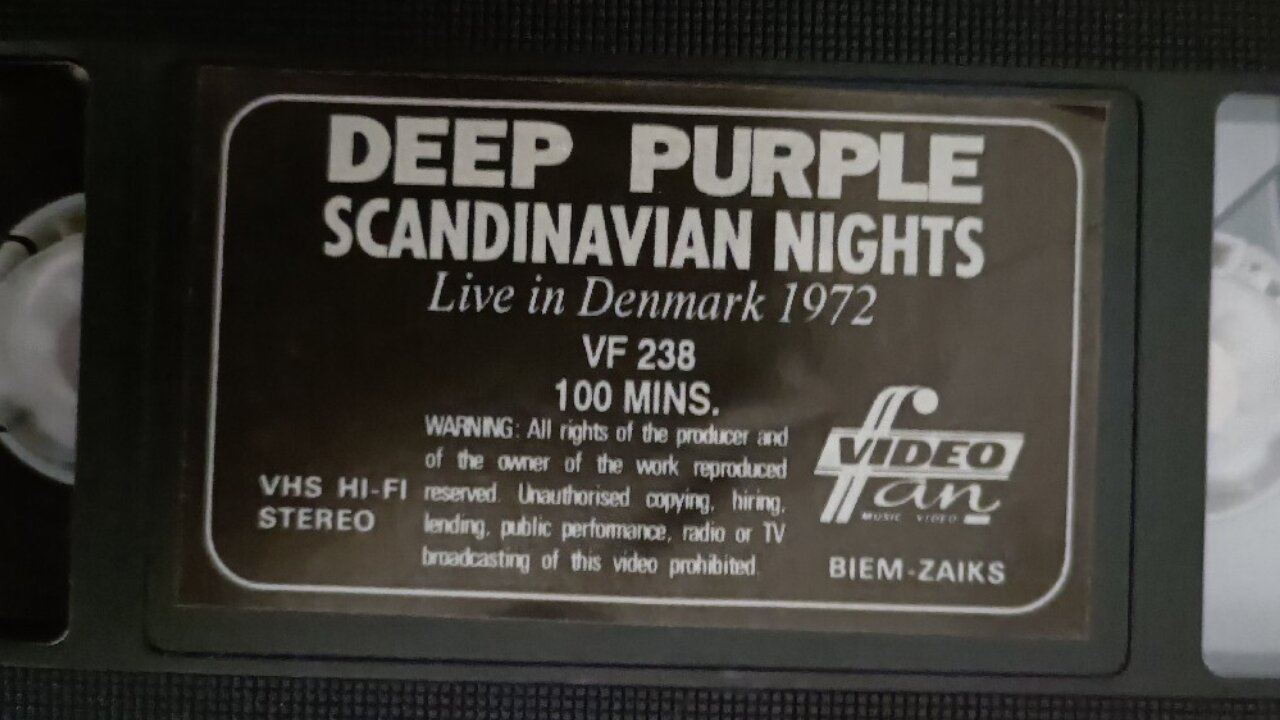 DEEP PURPLE
SCANDINAVIAN NIGHTS
Live in Denmark 1972
VF 238
100 MINS.
WARNING: All rights of the producer and
of the owner of the work reproduced
reserved. Unauthorised copying, hiring,
lending, public performance, radio or TV
broadcasting of this video prohibited.
VHS HI-FI
STEREO
VIDEO
fan
MUSIC VIDEO
BIEM-ZAIKS